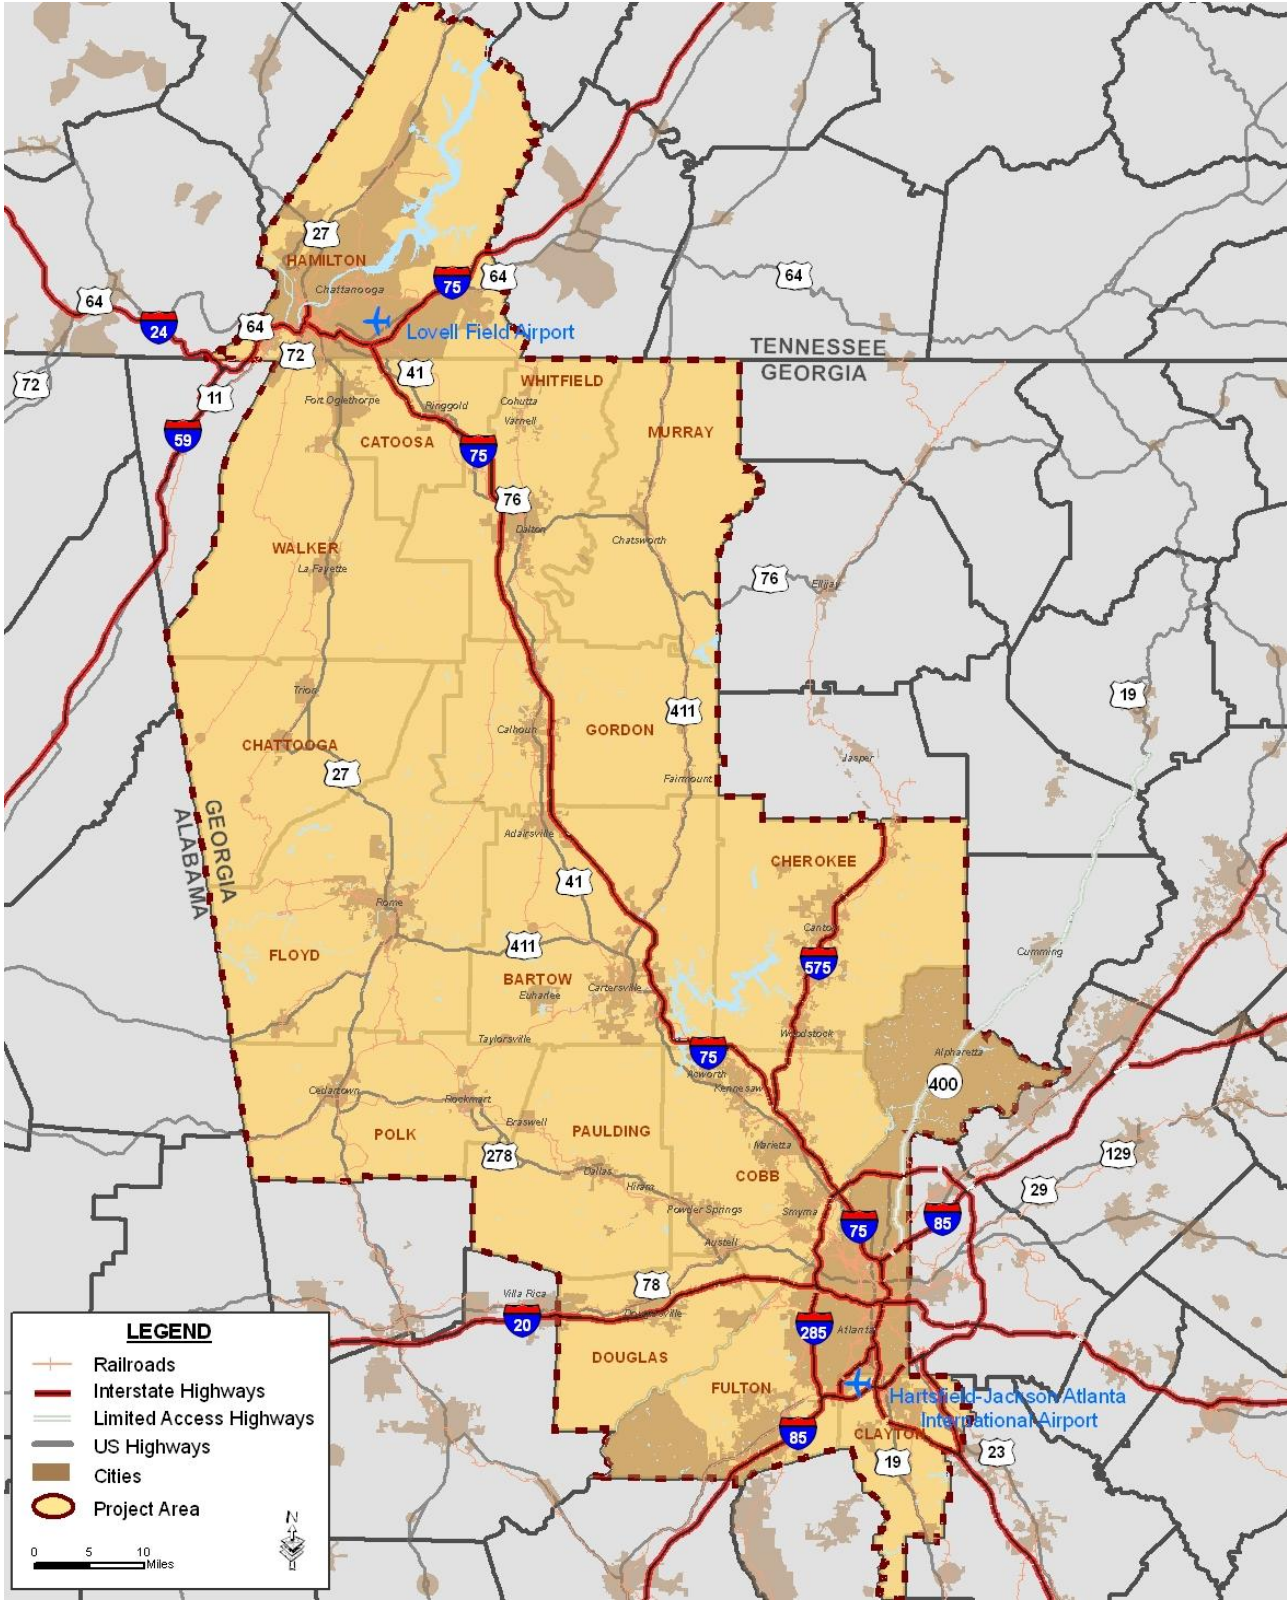 27
HAMILTON
Chattanooga
75
64
64
64
24
64
Lovell Field Airport
72
72
11
59
41
TENNESSEE
GEORGIA
WHITFIELD
Fort Oglethorpe
Ringgold
Cohutta
Varnell
CATOOSA
MURRAY
75
76
Dalton
Chatsworth
WALKER
La Fayette
76
Ellijay
Trion
19
411
Calhoun
GORDON
CHATTOOGA
27
Jasper
Fairmount
GEORGIA
ALABAMA
Adairsville
CHEROKEE
41
Rome
Canton
411
FLOYD
575
Cumming
BARTOW
Euharlee
Cartersville
Taylorsville
Woodstock
75
Alpharetta
Acworth
Kennesaw
400
Cedartown
Rockmart
Braswell
POLK
PAULDING
Marietta
278
129
Dallas
COBB
Hiram
29
Powder Springs
Smyrna
75
85
Austell
78
Villa Rica
20
Douglasville
285
Atlanta
DOUGLAS
FULTON
Hartsfield-Jackson Atlanta
International Airport
85
CLAYTON
19
23
LEGEND
Railroads
Interstate Highways
Limited Access Highways
US Highways
Cities
Project Area
N
0 5 10
Miles